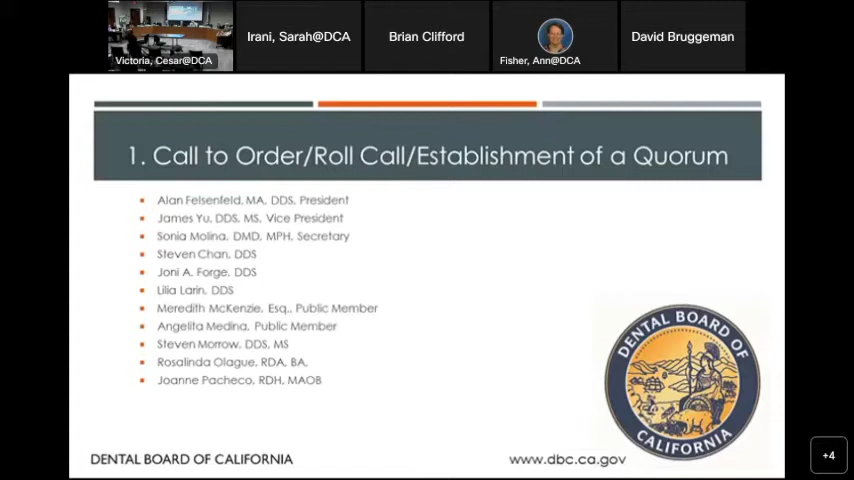 Victoria, Cesar@DCA
Irani, Sarah@DCA
Brian Clifford
Fisher, Ann@DCA
David Bruggeman
1. Call to Order/Roll Call/Establishment of a Quorum
Alan Felsenfeld, MA, DDS, President
James Yu, DDS, MS, Vice President
Sonia Molina, DMD, MPH, Secretary
Steven Chan, DDS
Joni A. Forge, DDS
Lilia Larin, DDS
Meredith McKenzie, Esq., Public Member
Angelita Medina, Public Member
Steven Morrow, DDS, MS
Rosalinda Olague, RDA, BA,
Joanne Pacheco, RDH, MAOB
DENTAL BOARD OF
CALIFORNIA
DENTAL BOARD OF CALIFORNIA
www.dbc.ca.gov
+4